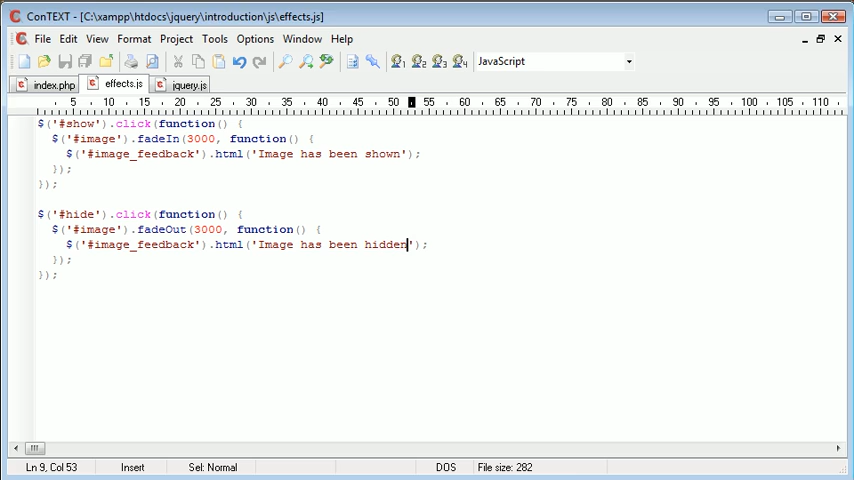 ConTEXT - [C:\xampp\htdocs\jquery\introduction\js\effects.js]
File Edit View Format Project Tools Options Window Help
1 2 3 4 JavaScript
index.php effects.js jquery.js
5 10 15 20 25 30 35 40 45 50 55 60 65 70 75 80 85 90 95 100 105 110
$('#show').click(function() {
$('#image').fadeIn(3000, function() {
$('#image_feedback').html('Image has been shown');
});
});
$('#hide').click(function() {
$('#image').fadeOut(3000, function() {
$('#image_feedback').html('Image has been hidden');
});
});
Ln 9, Col 53 Insert Sel: Normal DOS File size: 282